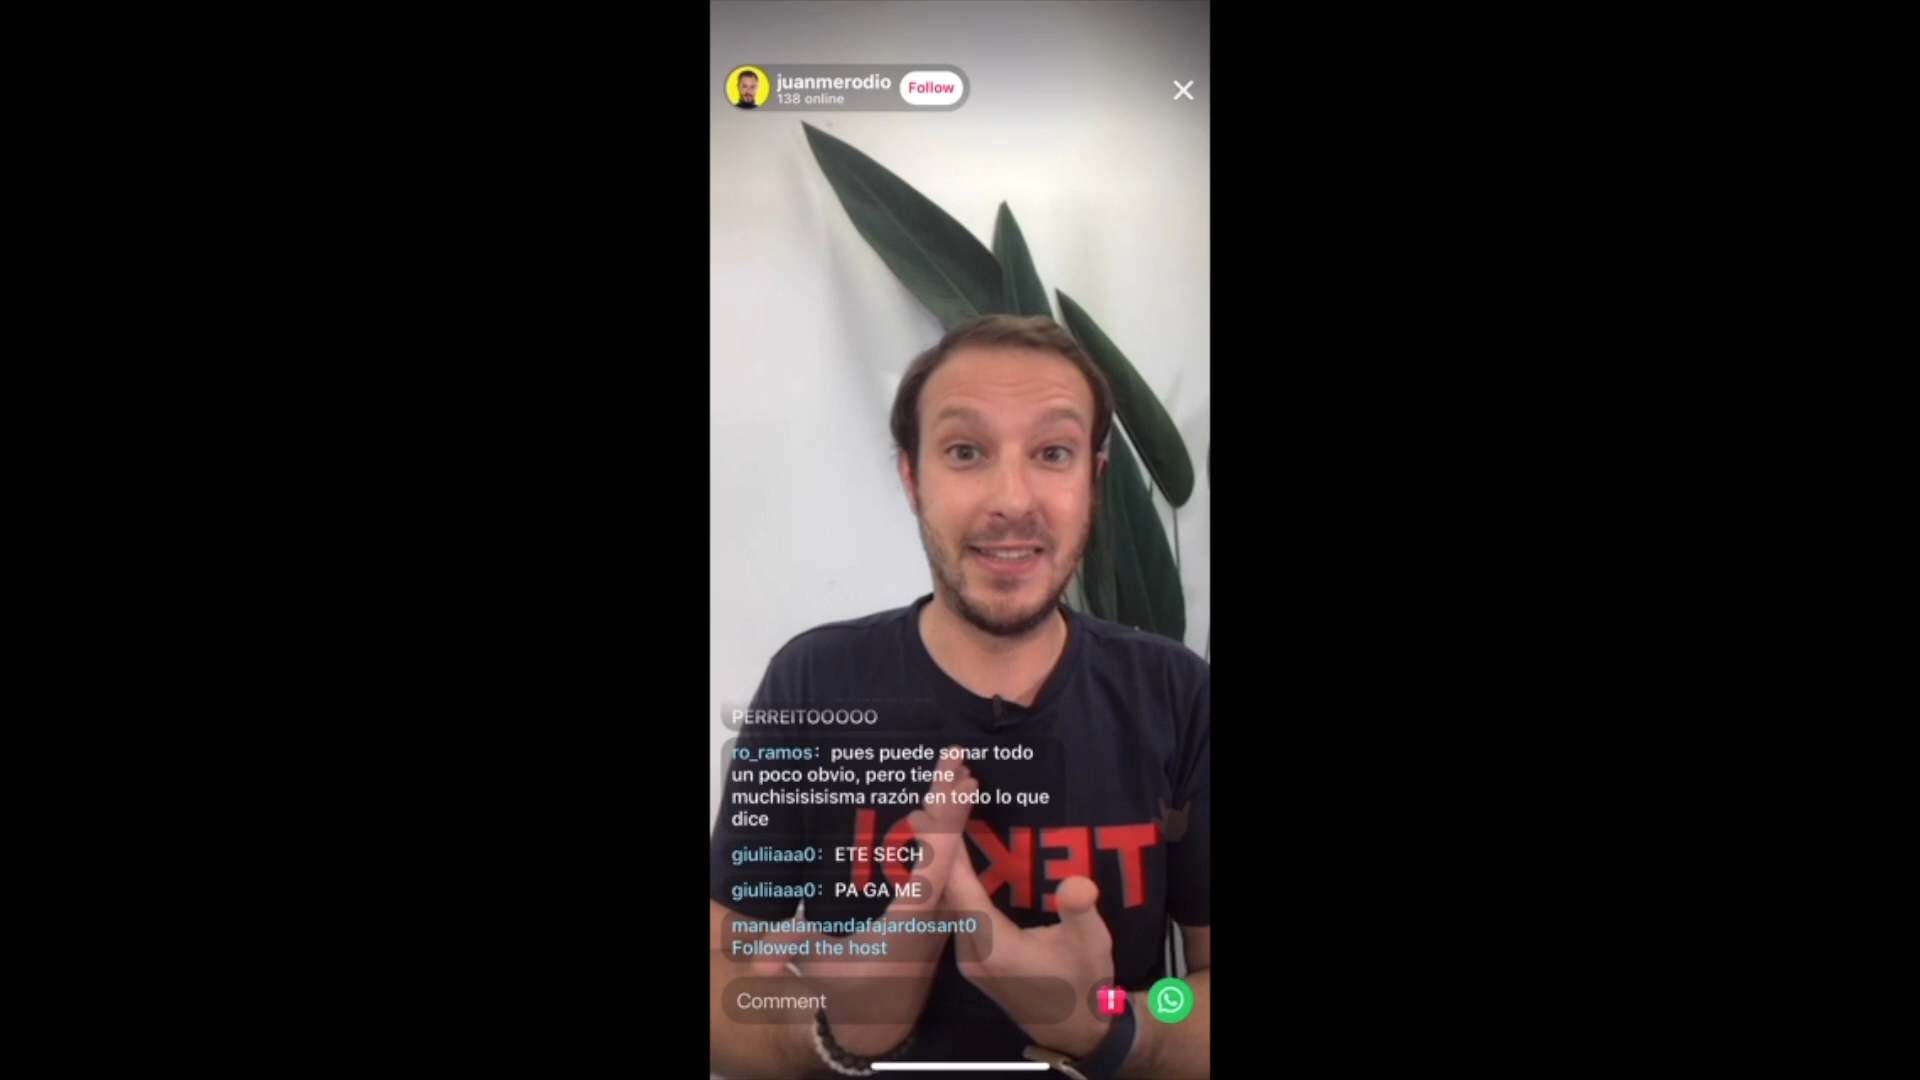 juanmerodio
138 online
Follow
PERREITOOOOO
ro_ramos: pues puede sonar todo
un poco obvio, pero tiene
muchisisisisma razón en todo lo que
dice
giuliiaaa0: ETE SECH
giuliiaaa0: PA GA ME
manuelamandafajardosant0
Followed the host
Comment